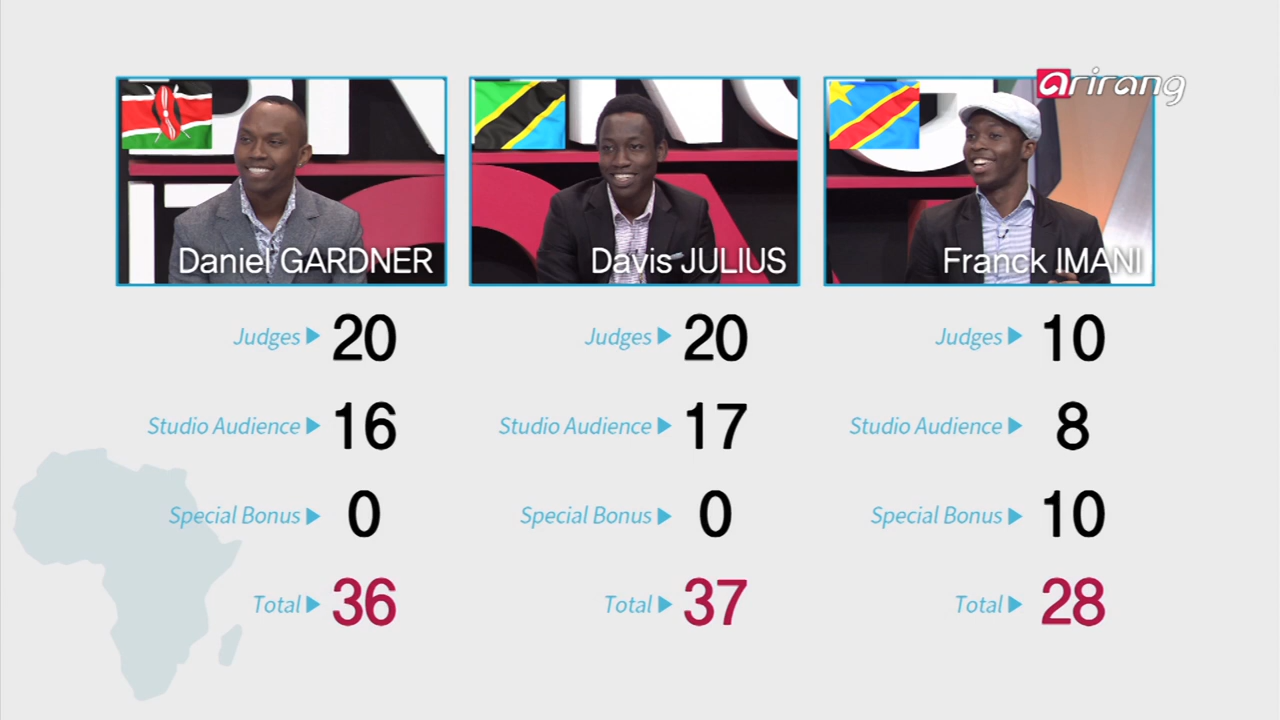 arirang
Daniel GARDNER
Davis JULIUS
Franck IMANI
Judges 20
Judges 20
Judges 10
Studio Audience 16
Studio Audience 17
Studio Audience 8
Special Bonus 0
Special Bonus 0
Special Bonus 10
Total 36
Total 37
Total 28